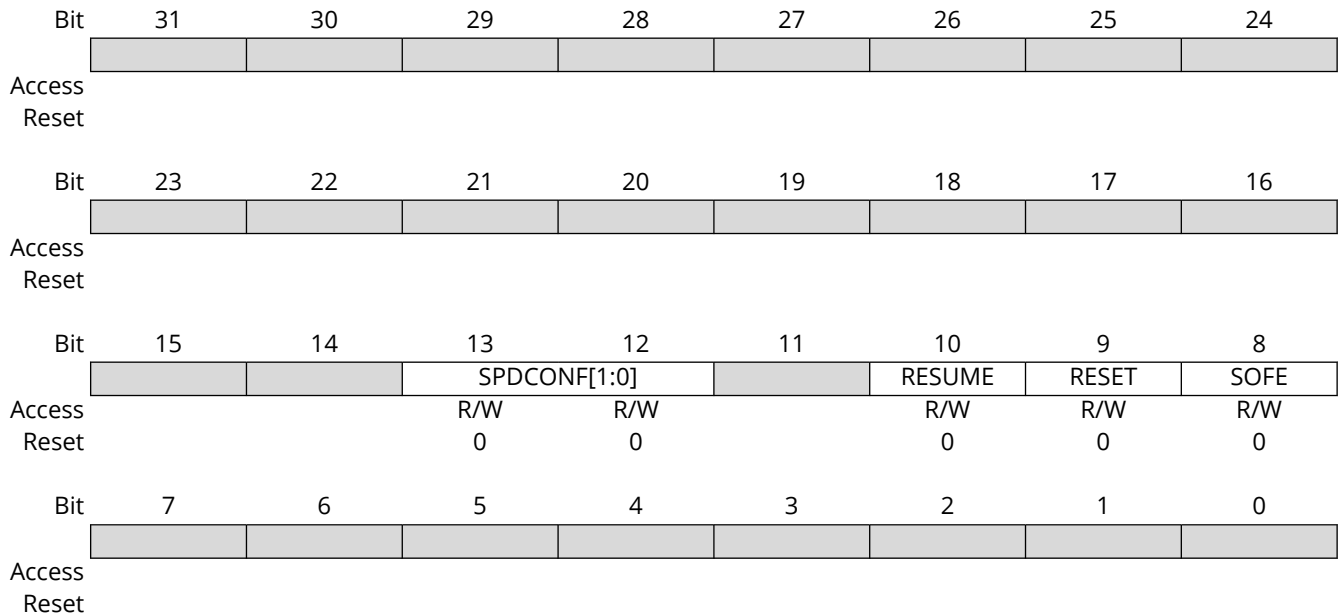 Bit 31 30 29 28 27 26 25 24
Access
Reset
Bit 23 22 21 20 19 18 17 16
Access
Reset
Bit 15 14 13 12 11 10 9 8
SPDCONF[1:0] RESUME RESET SOFE
Access R/W R/W R/W R/W R/W
Reset 0 0 0 0 0
Bit 7 6 5 4 3 2 1 0
Access
Reset